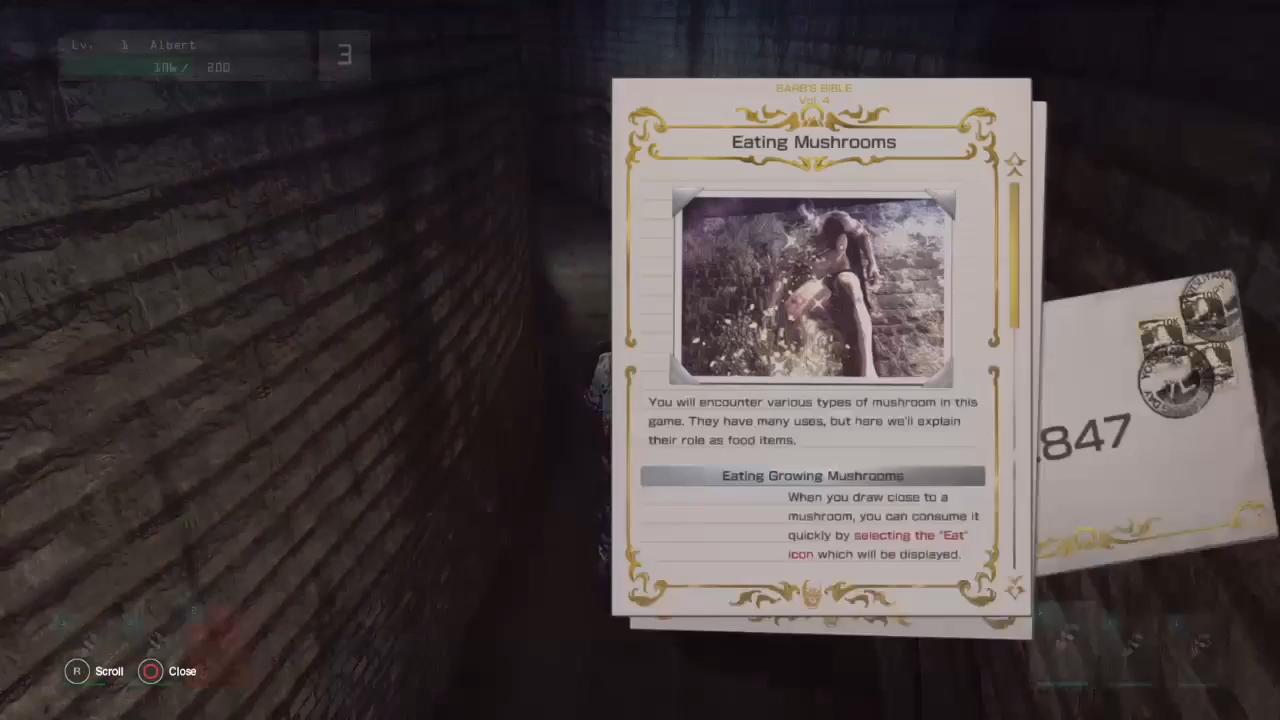 Lv. 1 Albert
106/ 200
3
BARB'S BIBLE
Vol. 4
Eating Mushrooms
You will encounter various types of mushroom in this
game. They have many uses, but here we'll explain
their role as food items.
Eating Growing Mushrooms
When you draw close to a
mushroom, you can consume it
quickly by selecting the "Eat"
icon which will be displayed.
847
R Scroll Close